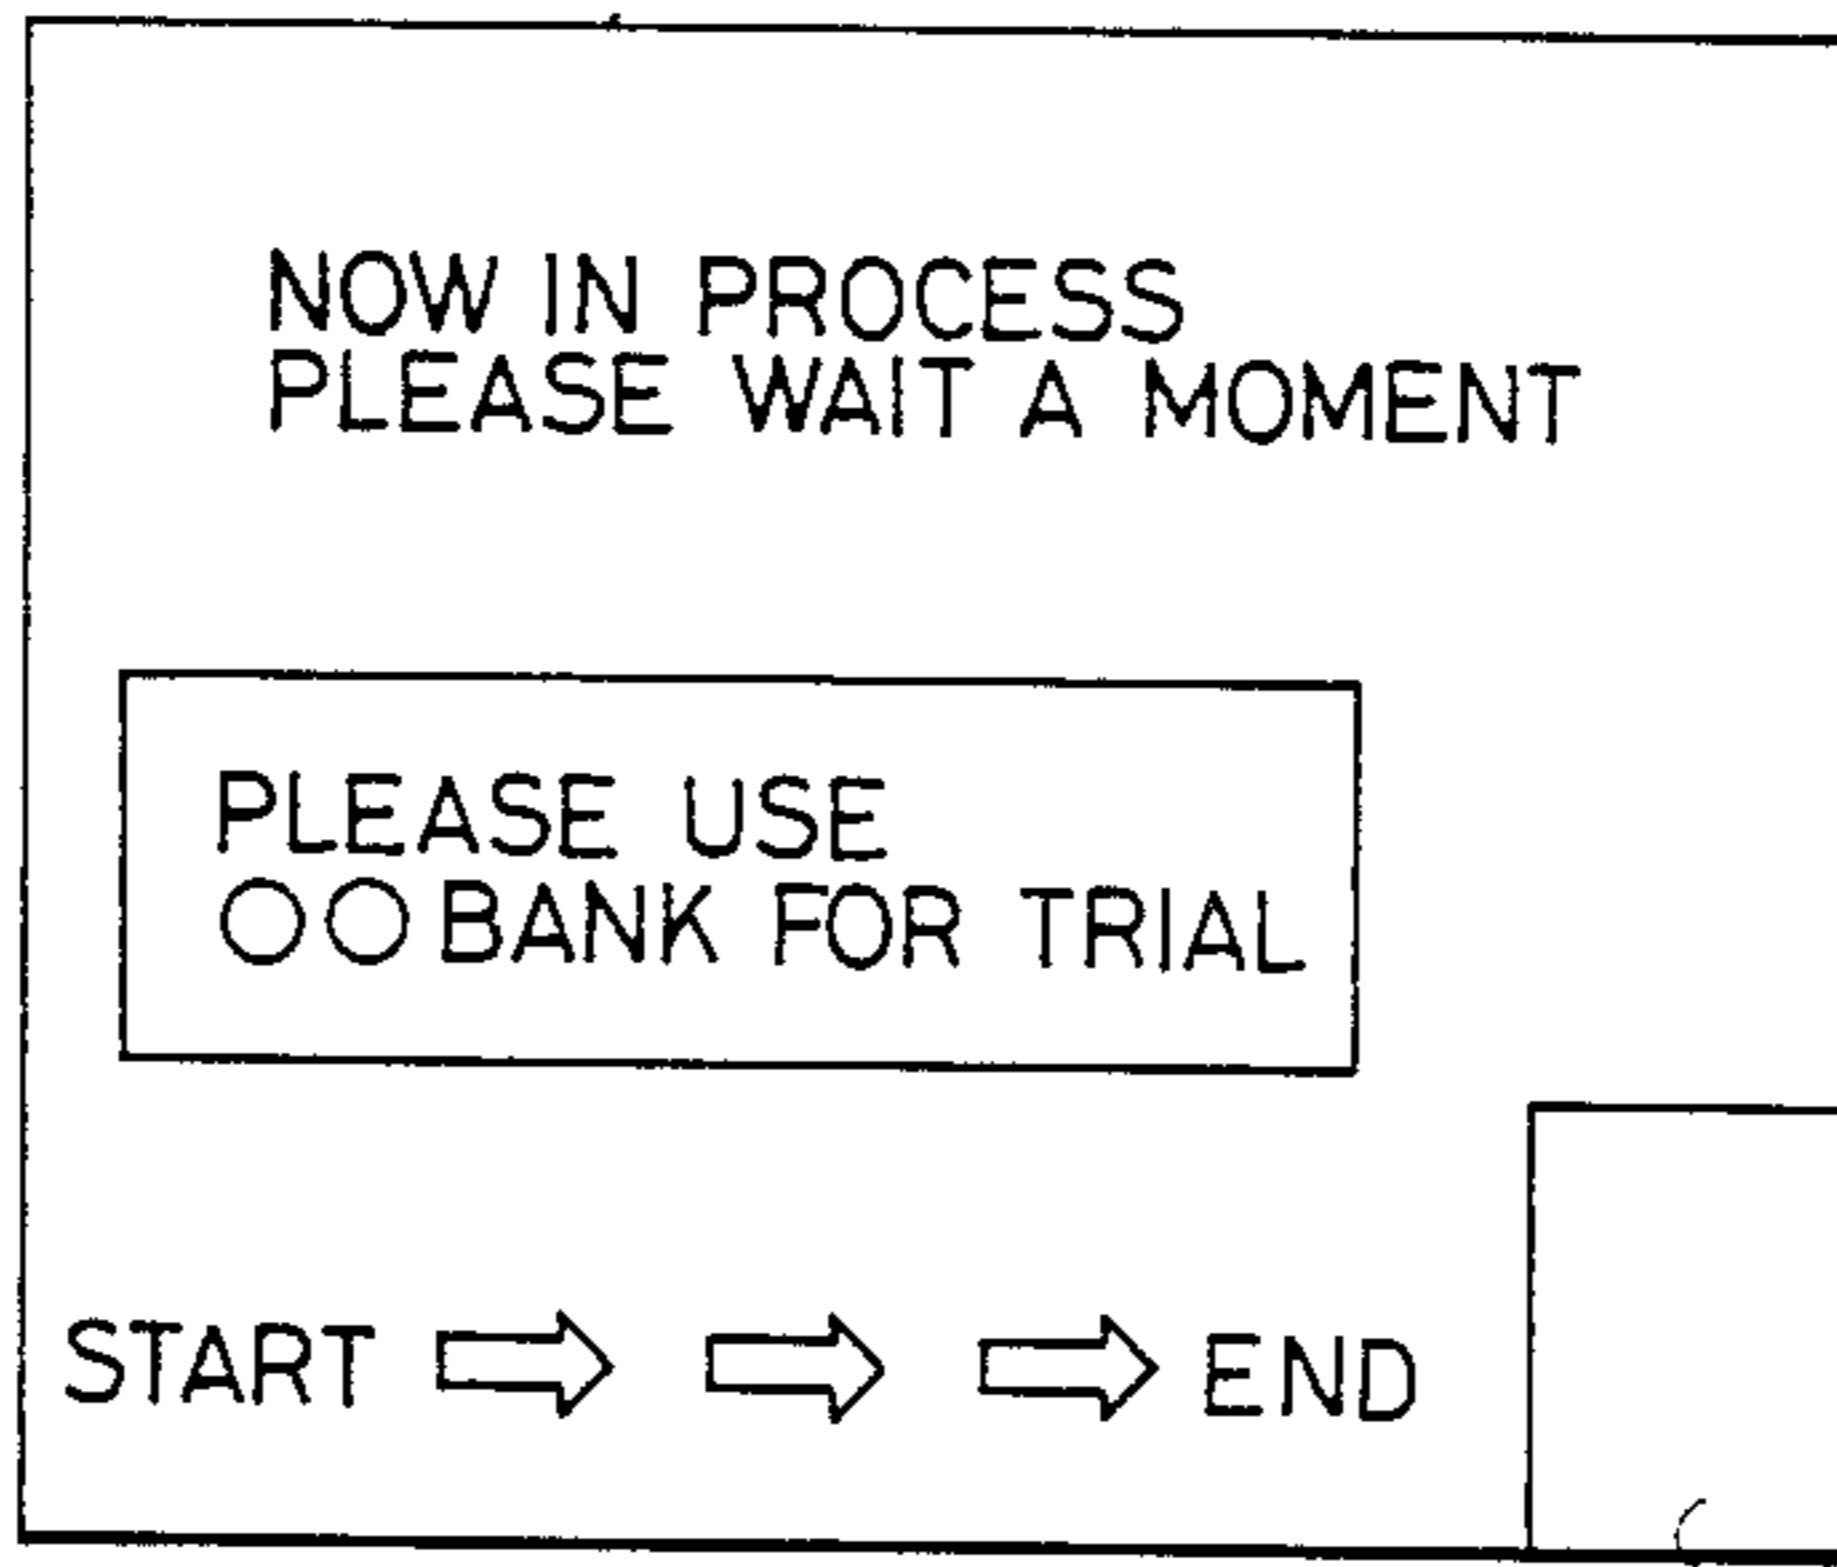 NOW IN PROCESS
PLEASE WAIT A MOMENT
PLEASE USE
○○BANK FOR TRIAL
START ⇨ ⇨ ⇨ END